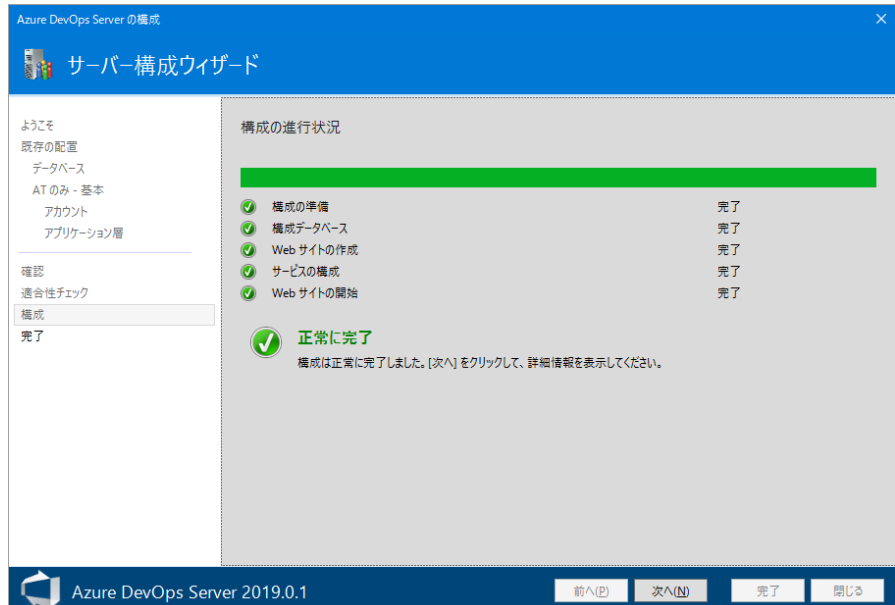 Azure DevOps Server の構成
サーバー構成ウィザード
ようこそ
既存の配置
データベース
AT のみ - 基本
アカウント
アプリケーション層
確認
適合性チェック
構成
完了
構成の進行状況
構成の準備 完了
構成データベース 完了
Web サイトの作成 完了
サービスの構成 完了
Web サイトの開始 完了
正常に完了
構成は正常に完了しました。[次へ] をクリックして、詳細情報を表示してください。
Azure DevOps Server 2019.0.1
前へ(P) 次へ(N) 完了 閉じる